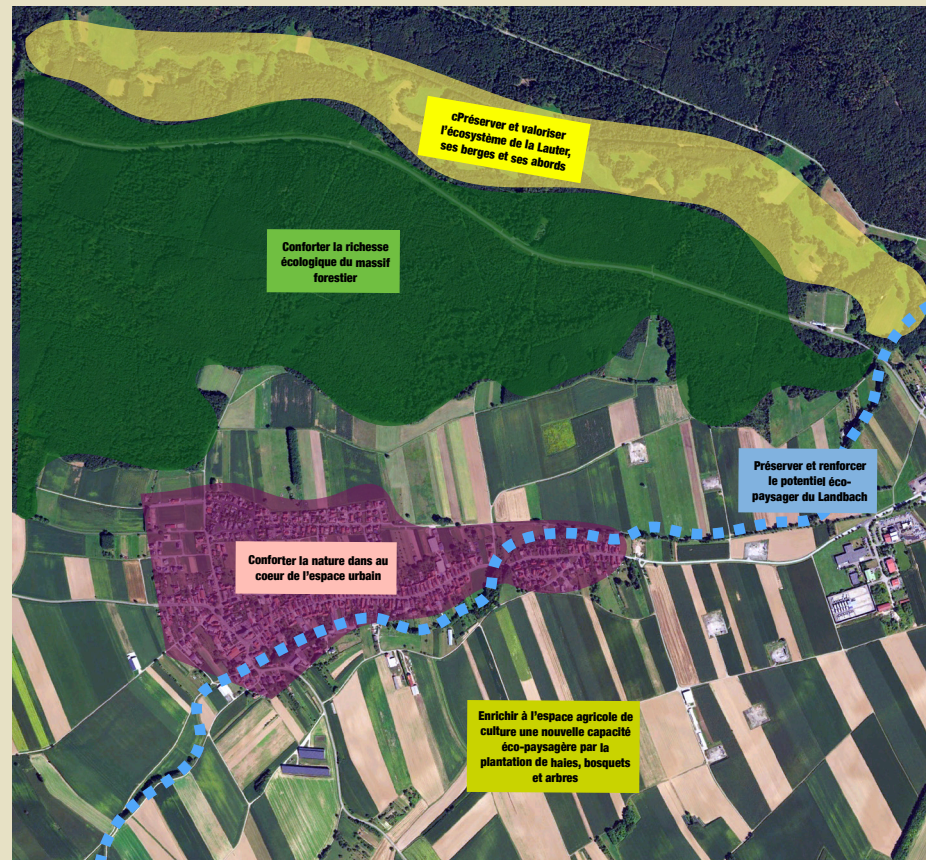 cPréserver et valoriser
l'écosystème de la Lauter,
ses berges et ses abords
Conforter la richesse
écologique du massif
forestier
Préserver et renforcer
le potentiel éco-
paysager du Landbach
Conforter la nature dans au
coeur de l'espace urbain
Enrichir à l'espace agricole de
culture une nouvelle capacité
éco-paysagère par la
plantation de haies, bosquets
et arbres